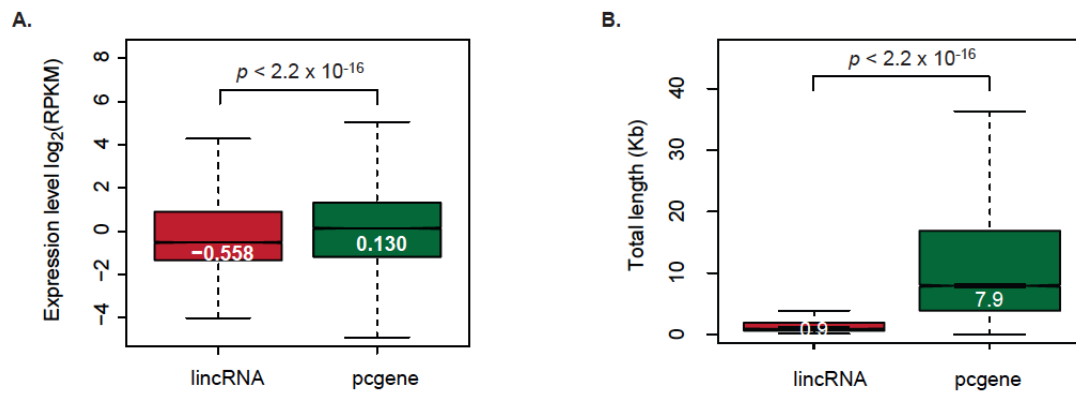 A.
Expression level log₂(RPKM)
8
6
4
2
0
−2
−4
p < 2.2 x 10⁻¹⁶
−0.558
0.130
lincRNA
pcgene
B.
Total length (Kb)
40
30
20
10
0
p < 2.2 x 10⁻¹⁶
0.9
7.9
lincRNA
pcgene